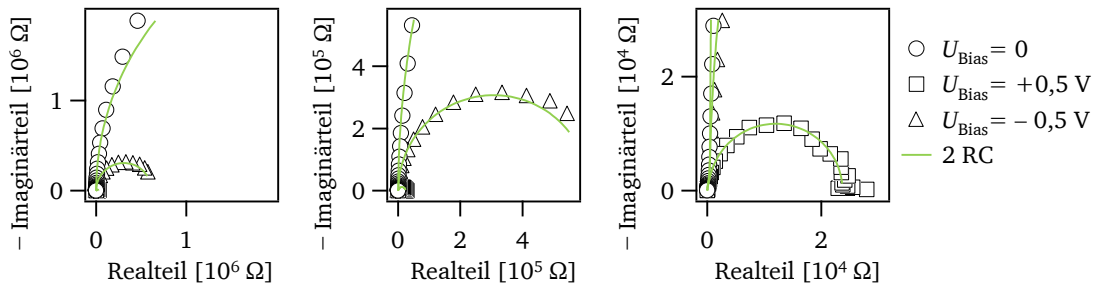 − Imaginärteil [10⁶ Ω]
1
0
0
1
Realteil [10⁶ Ω]
− Imaginärteil [10⁵ Ω]
4
2
0
0
2
4
Realteil [10⁵ Ω]
− Imaginärteil [10⁴ Ω]
2
0
0
2
Realteil [10⁴ Ω]
U_Bias = 0
U_Bias = +0,5 V
U_Bias = − 0,5 V
2 RC